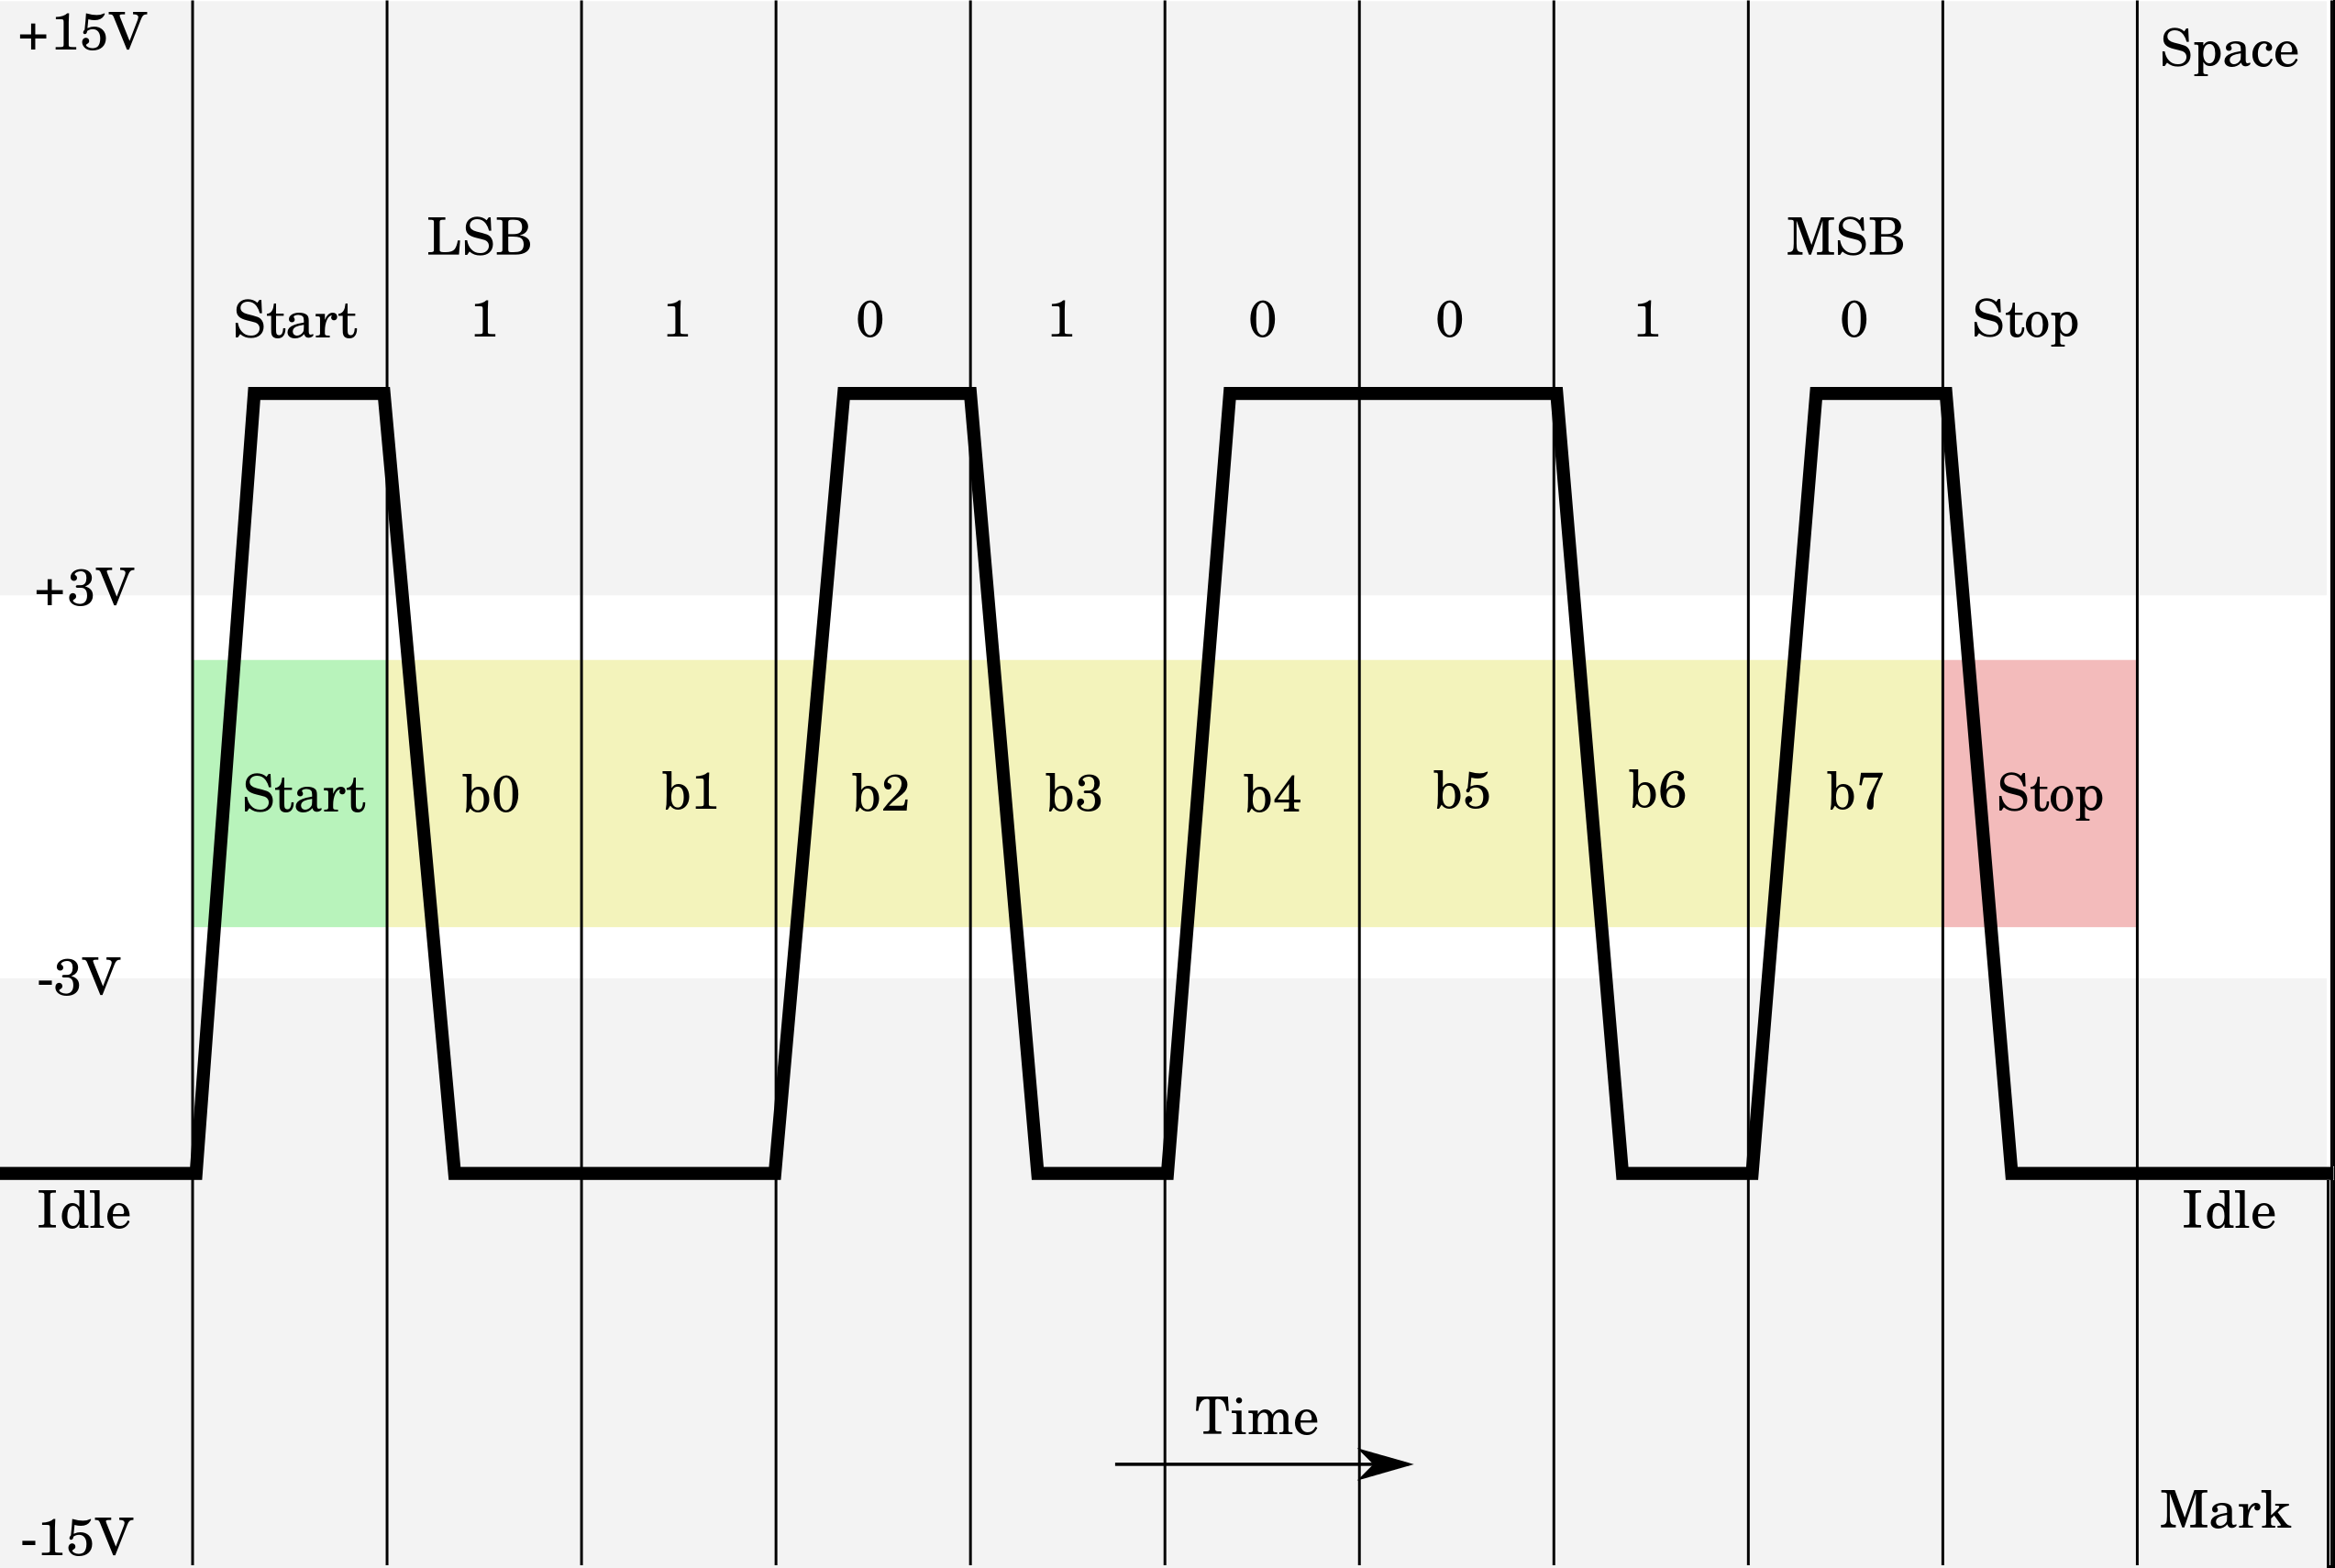 +15V
Space
LSB
MSB
Start 1 1 0 1 0 0 1 0 Stop
+3V
Start b0 b1 b2 b3 b4 b5 b6 b7 Stop
-3V
Idle
Idle
Time
Mark
-15V